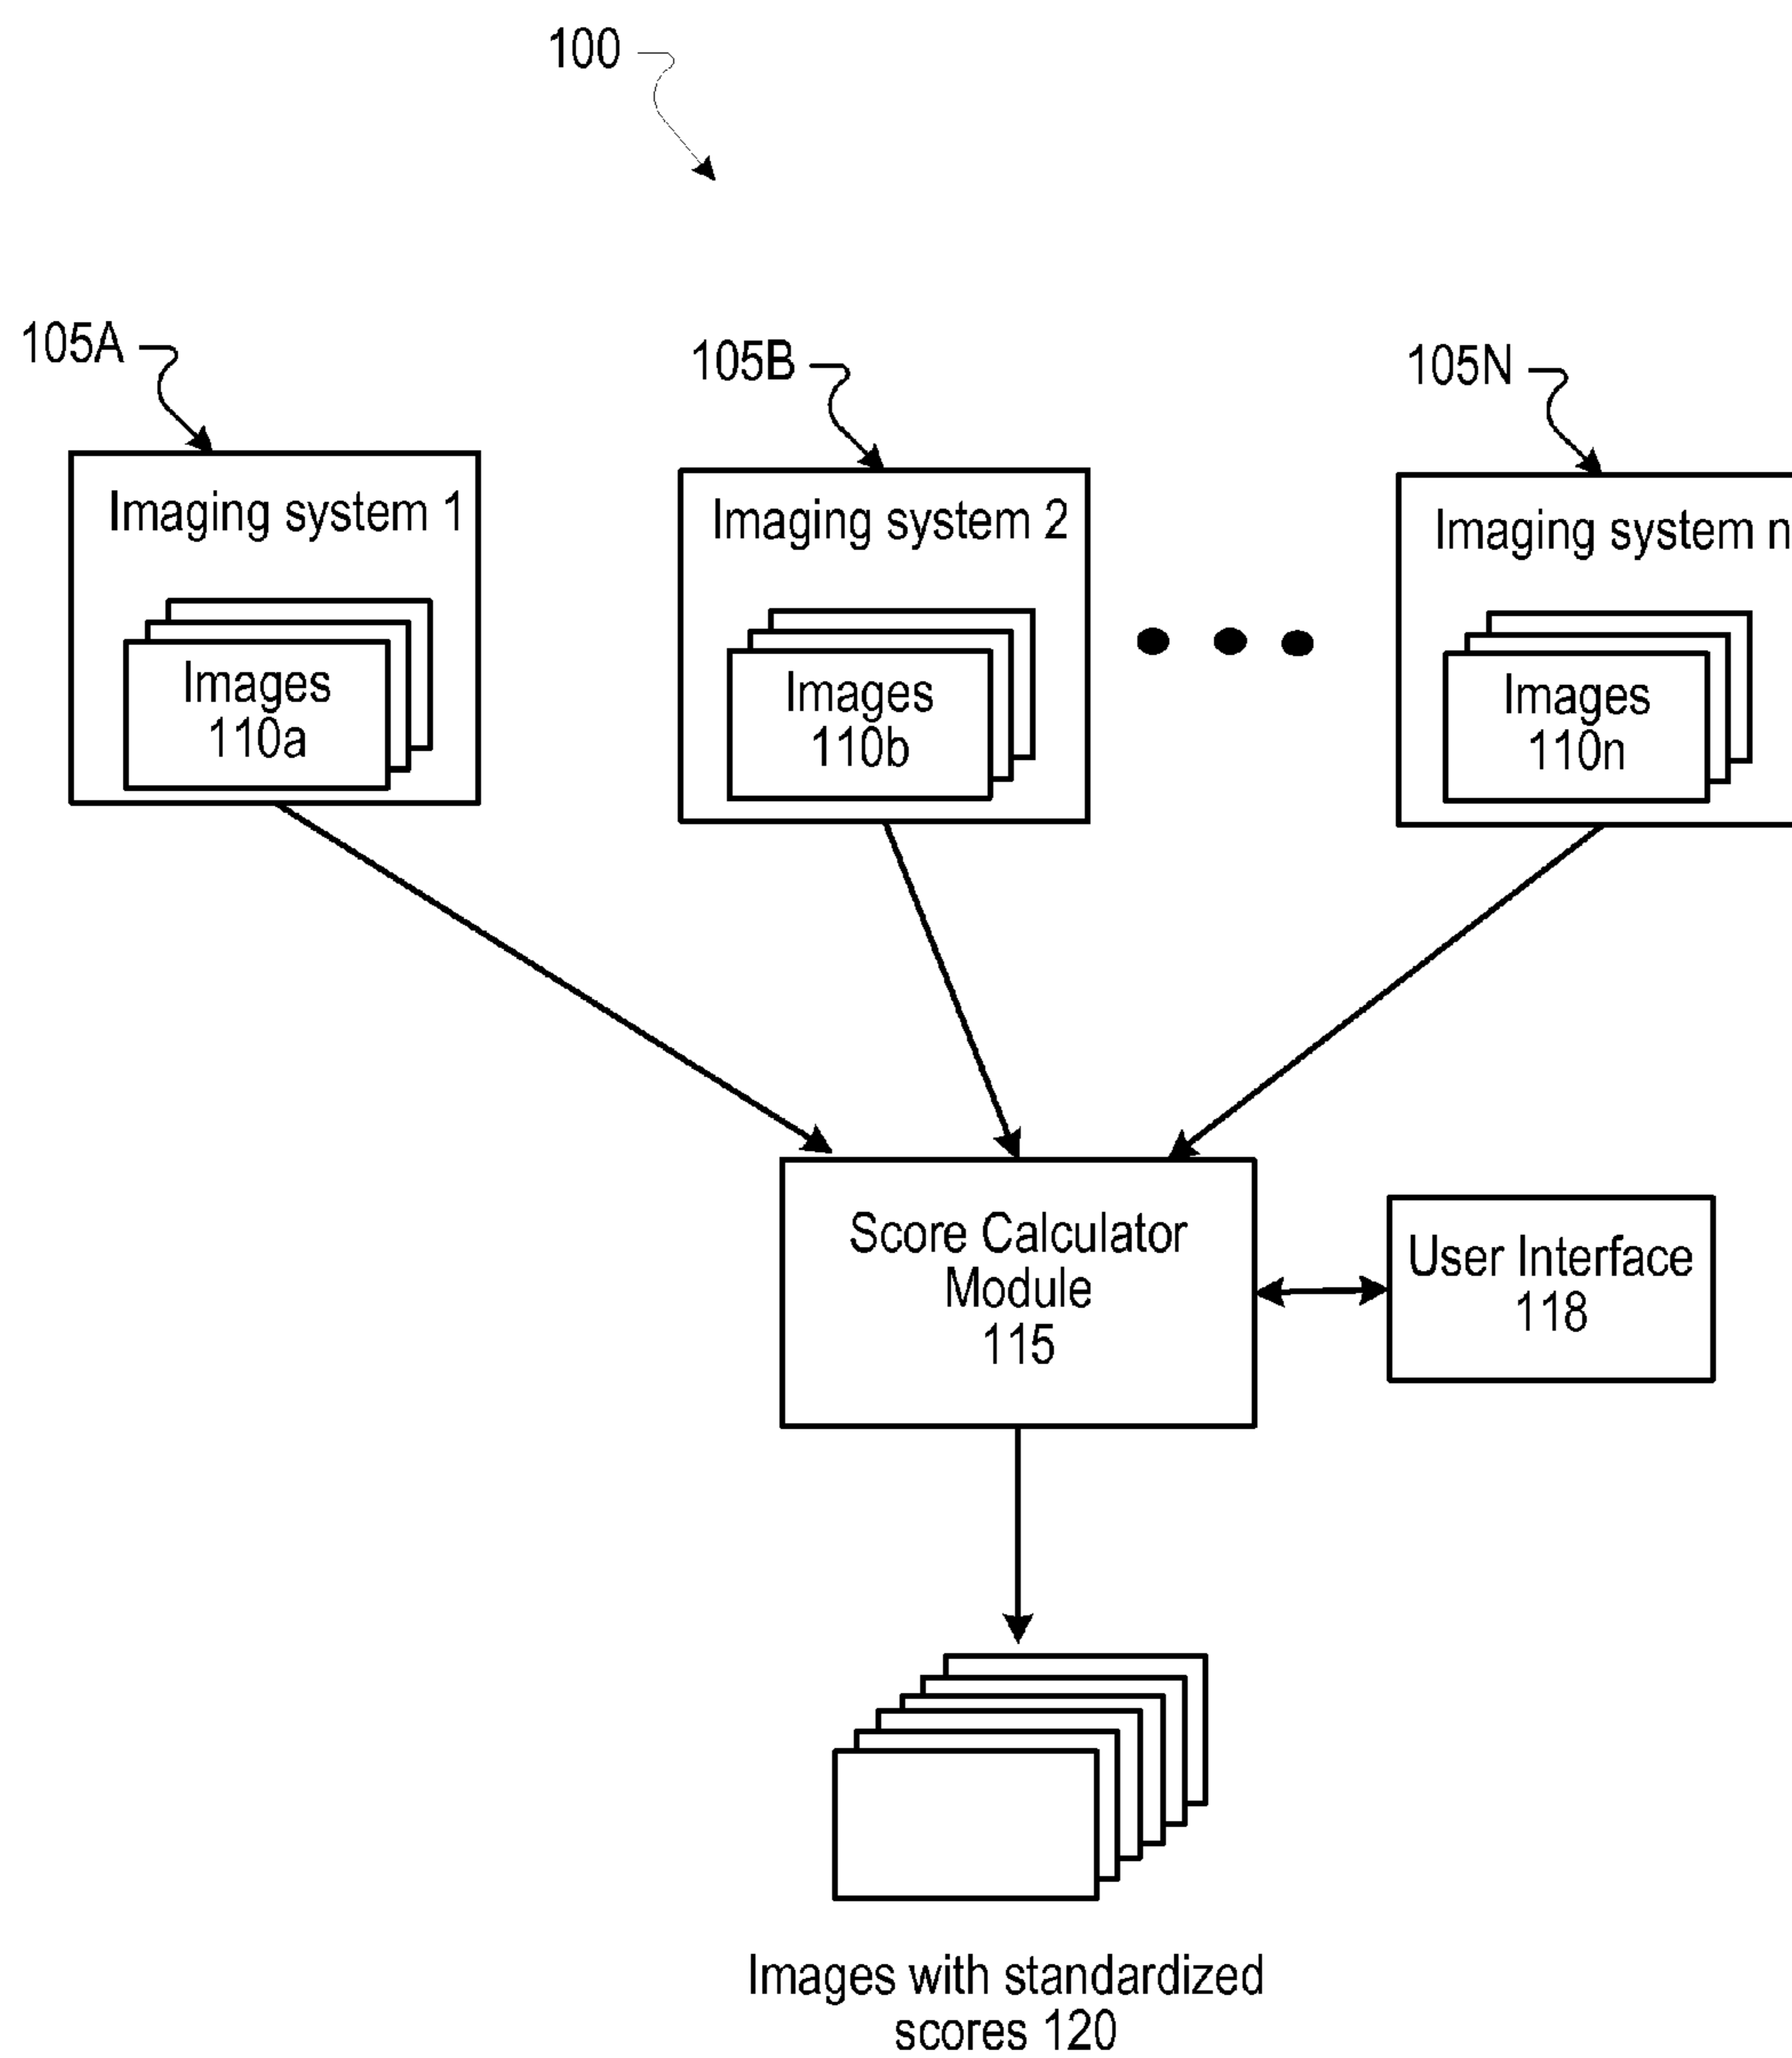 100
105A
105B
105N
Imaging system 1
Imaging system 2
Imaging system n
Images
110a
Images
110b
Images
110n
Score Calculator
Module
115
User Interface
118
Images with standardized
scores 120